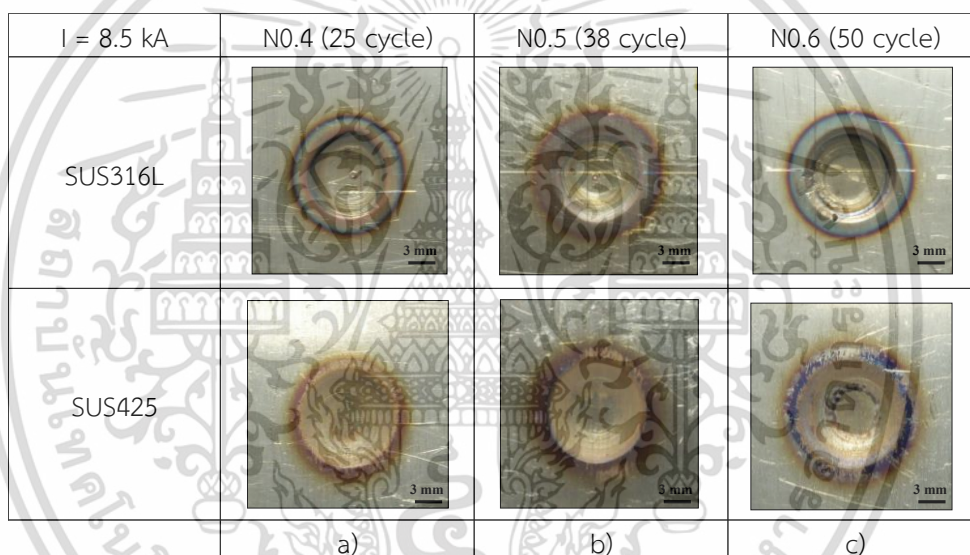 I = 8.5 kA
N0.4 (25 cycle)
N0.5 (38 cycle)
N0.6 (50 cycle)
SUS316L
3 mm
3 mm
3 mm
SUS425
3 mm
3 mm
3 mm
a)
b)
c)